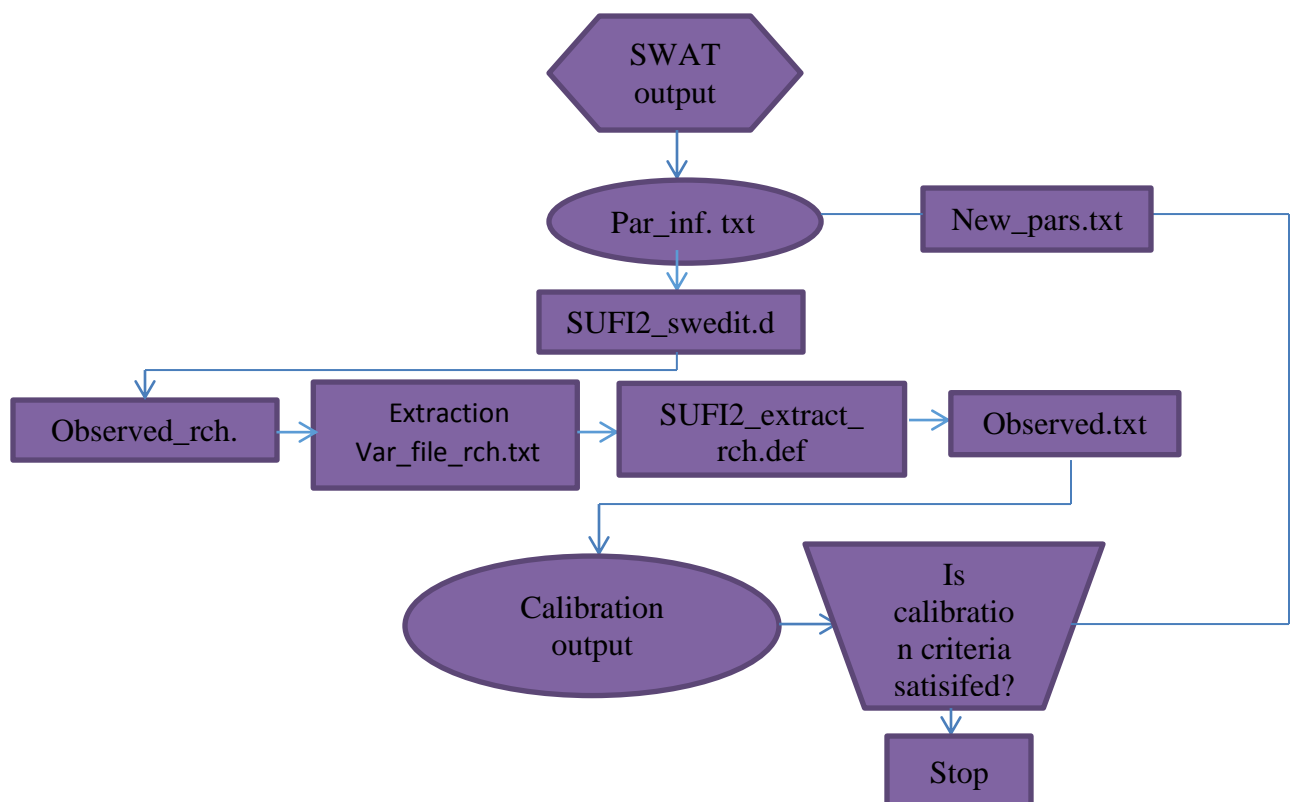 SWAT
output
Par_inf. txt
New_pars.txt
SUFI2_swedit.d
Observed_rch.
Extraction
Var_file_rch.txt
SUFI2_extract_
rch.def
Observed.txt
Calibration
output
Is
calibratio
n criteria
satisifed?
Stop